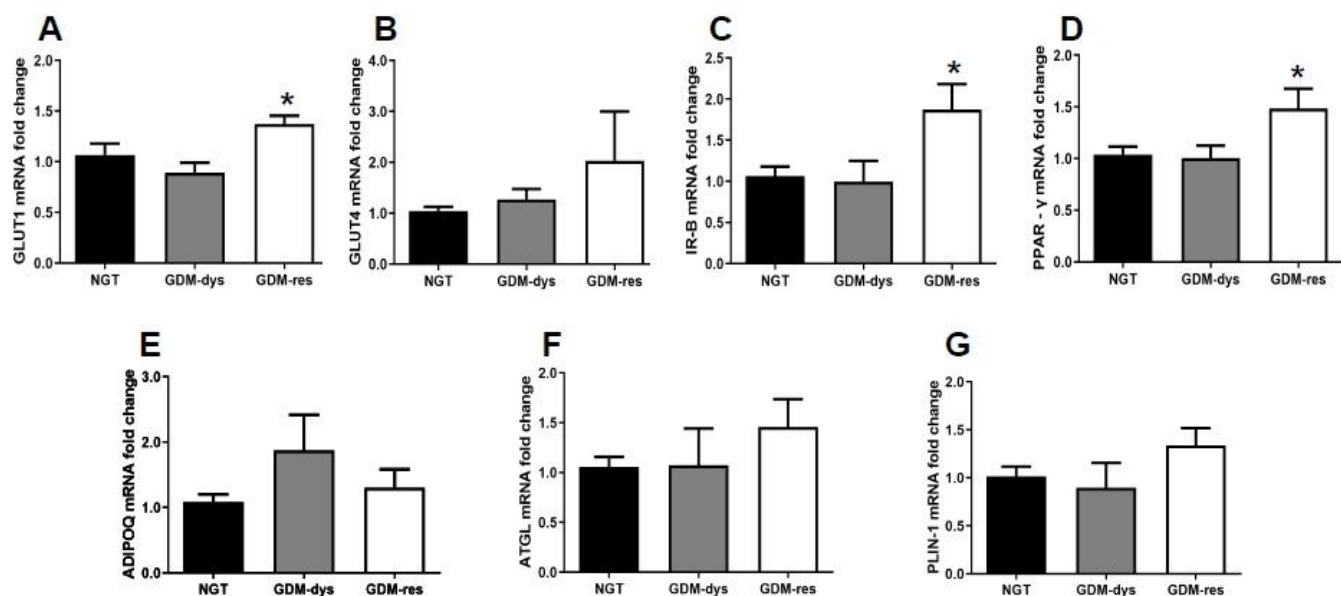 A
GLUT1 mRNA fold change
2.0
1.5
1.0
0.5
0.0
*
NGT GDM-dys GDM-res
B
GLUT4 mRNA fold change
4.0
3.0
2.0
1.0
0.0
NGT GDM-dys GDM-res
C
IR-B mRNA fold change
2.5
2.0
1.5
1.0
0.5
0.0
*
NGT GDM-dys GDM-res
D
PPAR - γ mRNA fold change
2.0
1.5
1.0
0.5
0.0
*
NGT GDM-dys GDM-res
E
ADIPOQ mRNA fold change
3.0
2.0
1.0
0.0
NGT GDM-dys GDM-res
F
ATGL mRNA fold change
2.0
1.5
1.0
0.5
0.0
NGT GDM-dys GDM-res
G
PLIN-1 mRNA fold change
2.0
1.5
1.0
0.5
0.0
NGT GDM-dys GDM-res